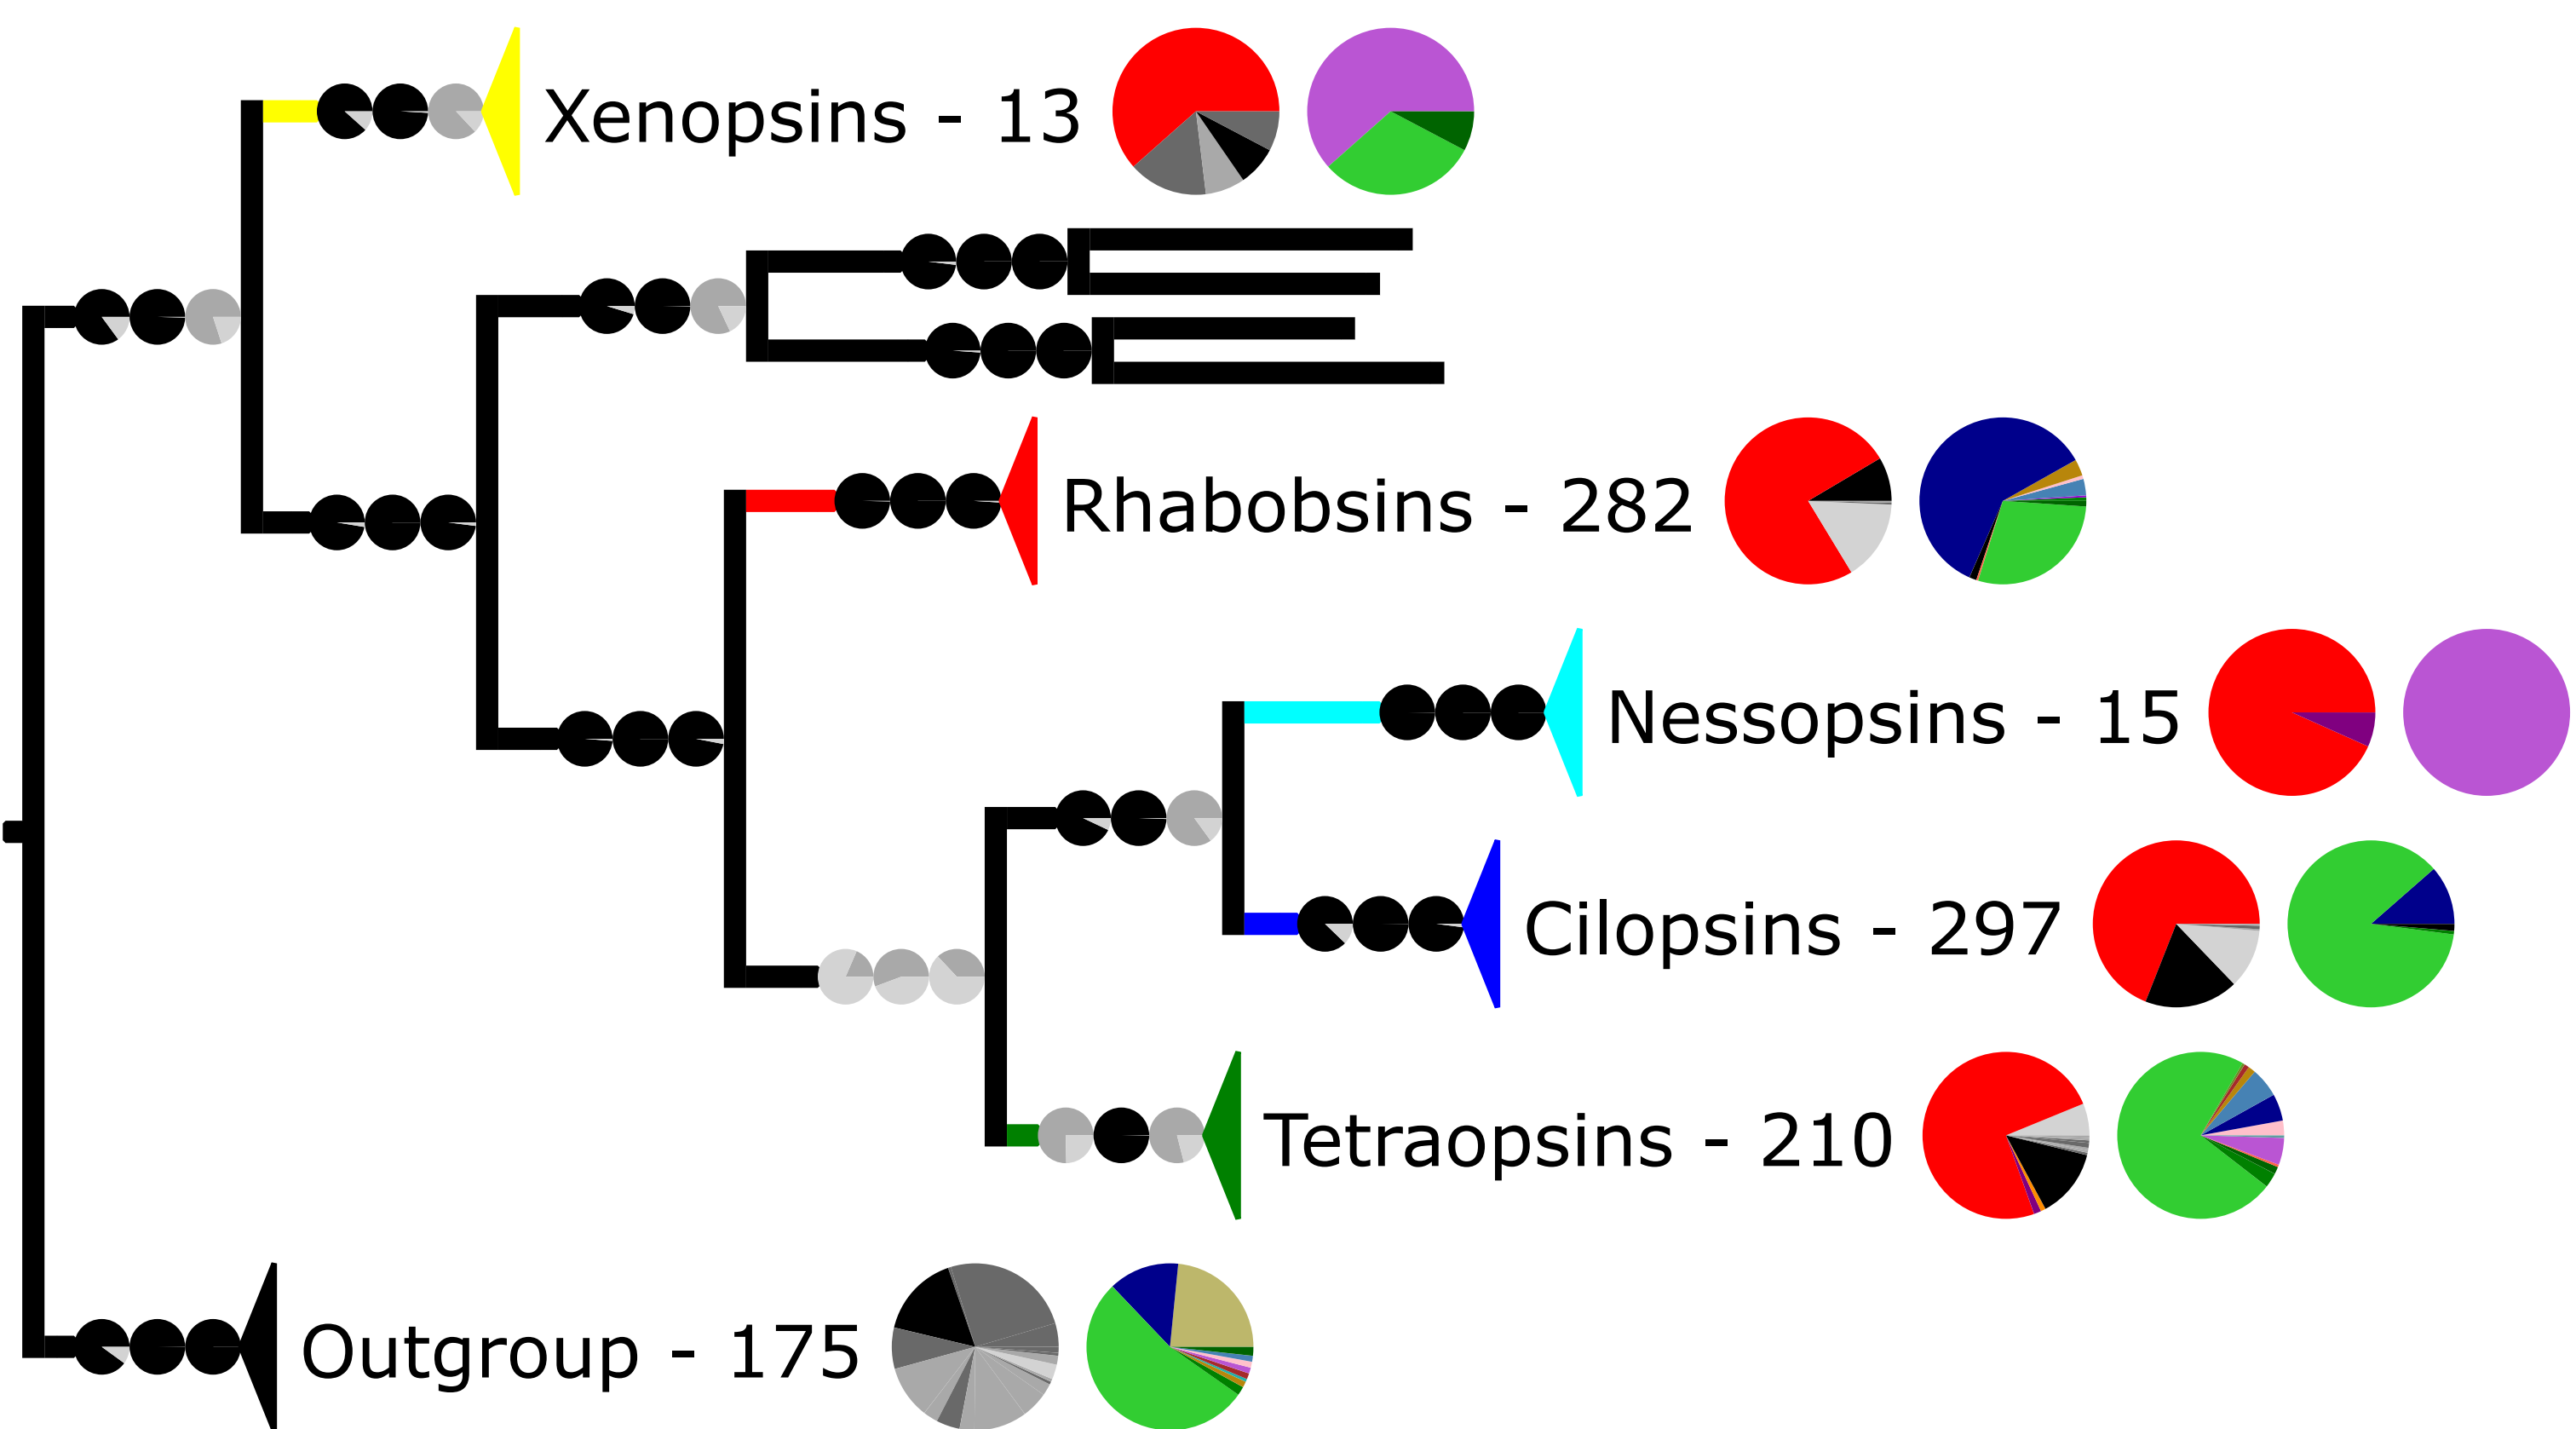 Xenopsins - 13
Rhabobsins - 282
Nessopsins - 15
Cilopsins - 297
Tetraopsins - 210
Outgroup - 175